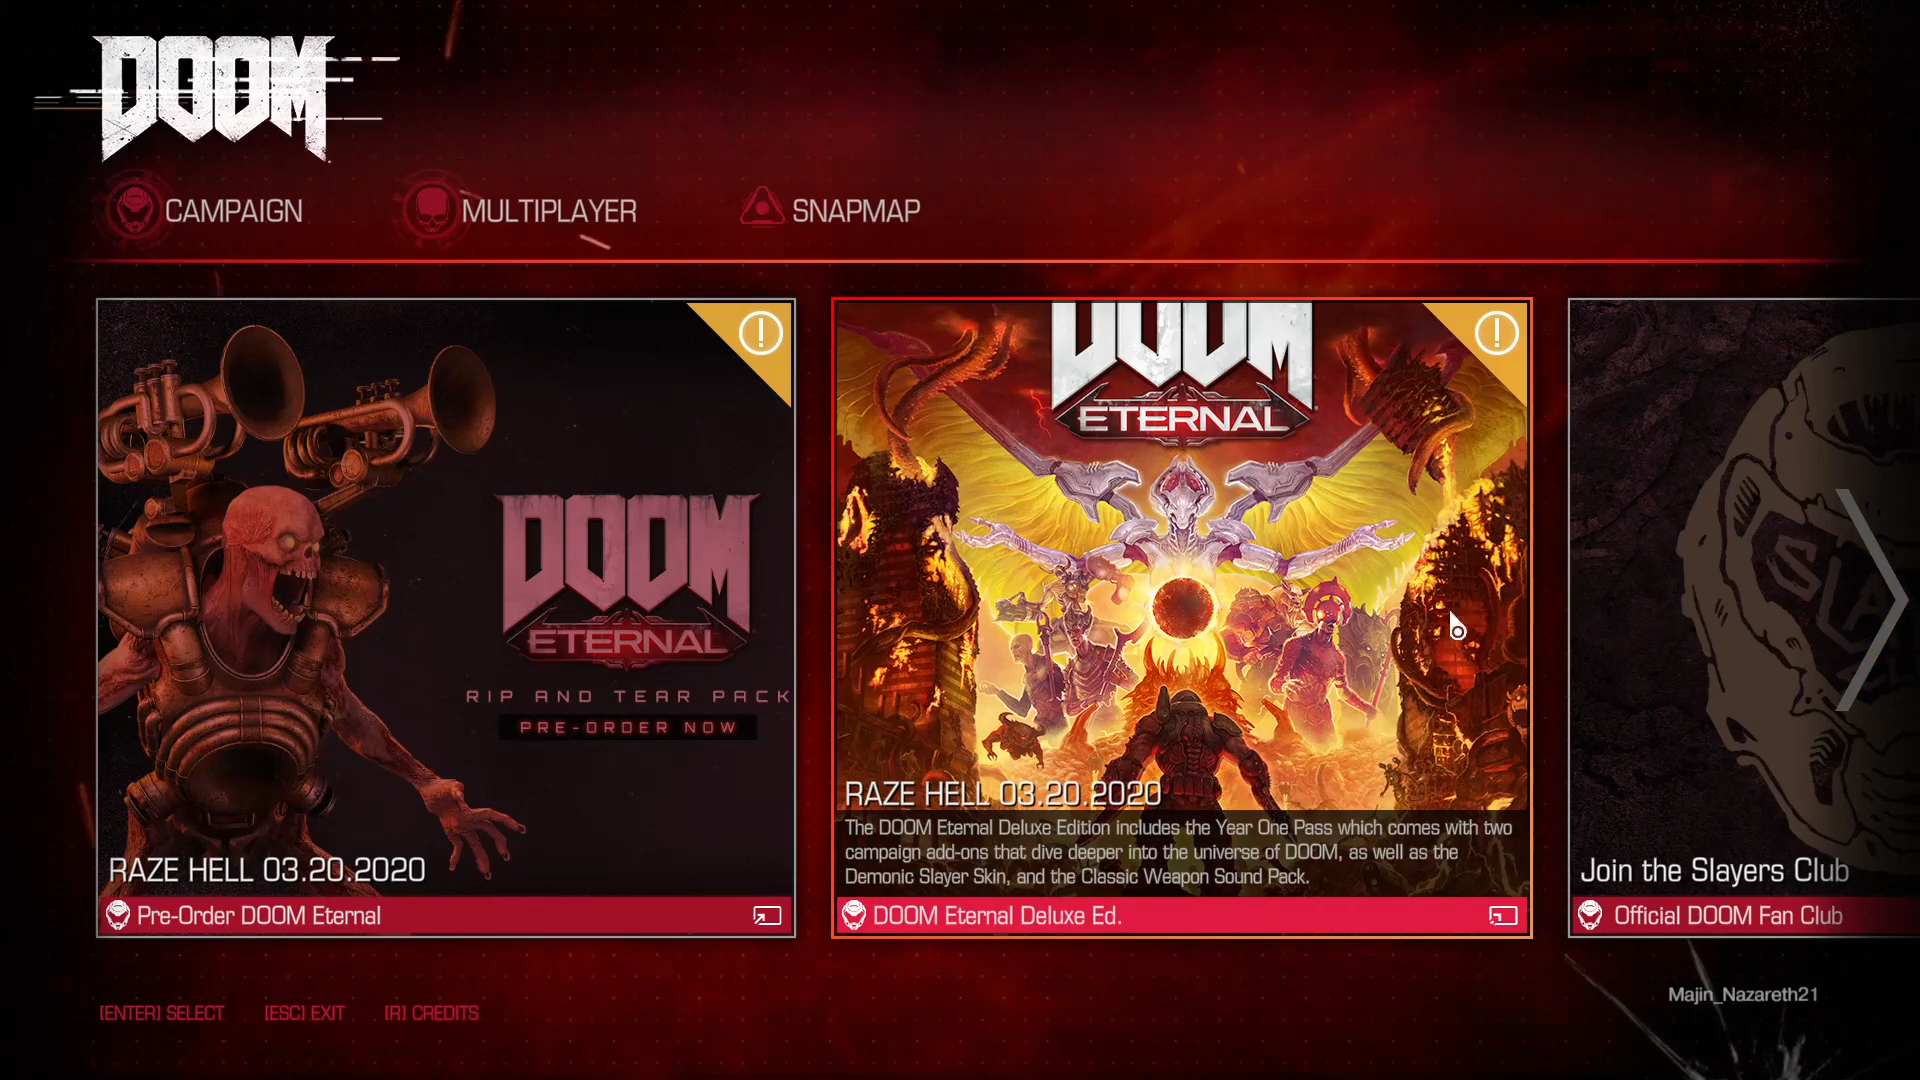 DOOM
CAMPAIGN
MULTIPLAYER
SNAPMAP
DOOM
ETERNAL
RIP AND TEAR PACK
PRE-ORDER NOW
RAZE HELL 03.20.2020
Pre-Order DOOM Eternal
DOOM
ETERNAL
RAZE HELL 03.20.2020
The DOOM Eternal Deluxe Edition includes the Year One Pass which comes with two
campaign add-ons that dive deeper into the universe of DOOM, as well as the
Demonic Slayer Skin, and the Classic Weapon Sound Pack.
DOOM Eternal Deluxe Ed.
Join the Slayers Club
Official DOOM Fan Club
Majin_Nazareth21
[ENTER] SELECT
[ESC] EXIT
[R] CREDITS